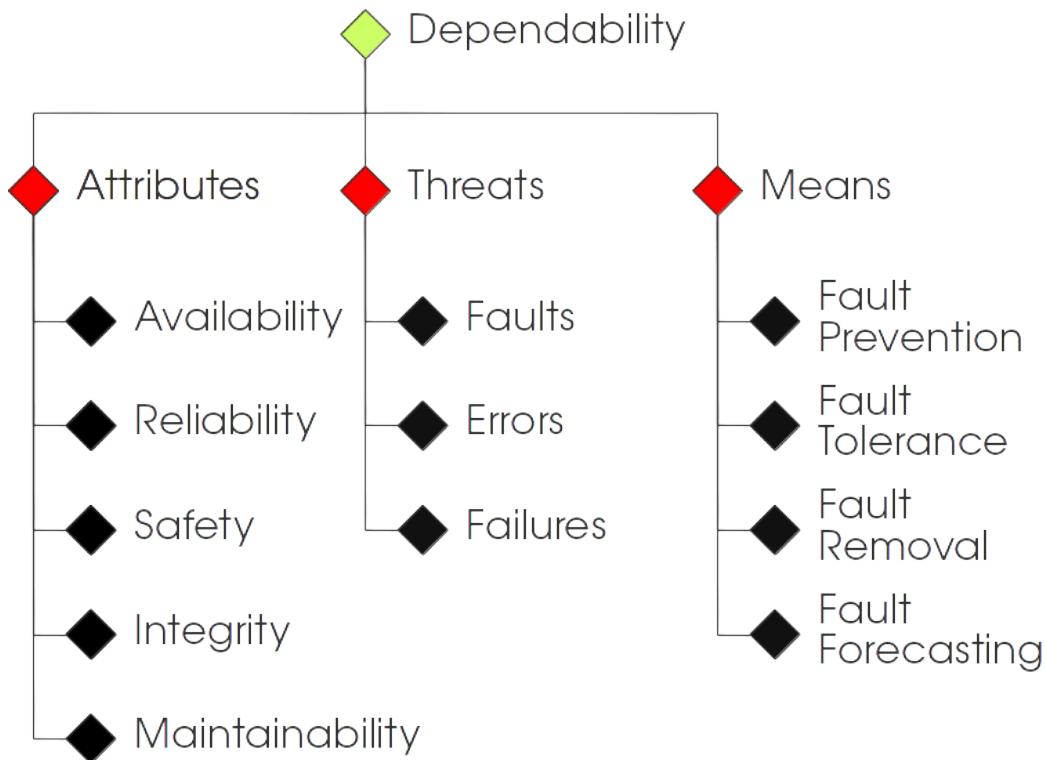 Dependability
Attributes
Threats
Means
Availability
Reliability
Safety
Integrity
Maintainability
Faults
Errors
Failures
Fault
Prevention
Fault
Tolerance
Fault
Removal
Fault
Forecasting